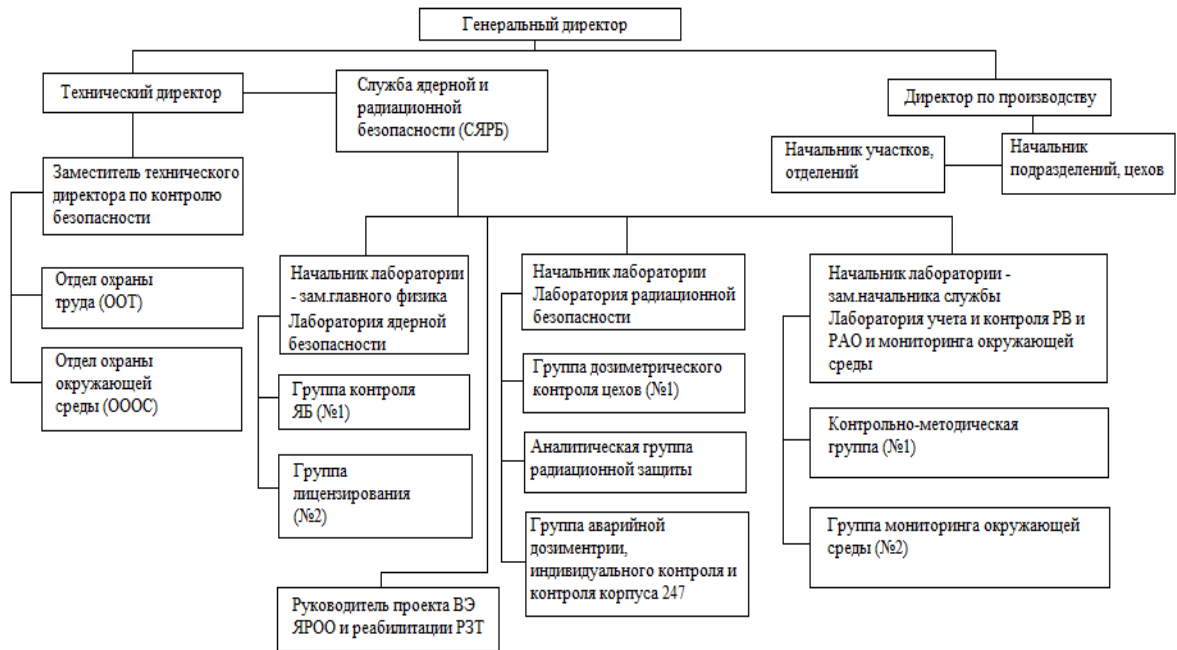 Генеральный директор
Технический директор
Служба ядерной и
радиационной
безопасности (СЯРБ)
Директор по производству
Заместитель технического
директора по контролю
безопасности
Начальник участков,
отделений
Начальник
подразделений, цехов
Отдел охраны
труда (ООТ)
Отдел охраны
окружающей
среды (ОООС)
Начальник лаборатории
- зам.главного физика
Лаборатория ядерной
безопасности
Группа контроля
ЯБ (№1)
Группа
лицензирования
(№2)
Руководитель проекта ВЭ
ЯРОО и реабилитации РЗТ
Начальник лаборатории
Лаборатория радиационной
безопасности
Группа дозиметрического
контроля цехов (№1)
Аналитическая группа
радиационной защиты
Группа аварийной
дозиментрии,
индивидуального контроля и
контроля корпуса 247
Начальник лаборатории -
зам.начальника службы
Лаборатория учета и контроля РВ и
РАО и мониторинга окружающей
среды
Контрольно-методическая
группа (№1)
Группа мониторинга окружающей
среды (№2)